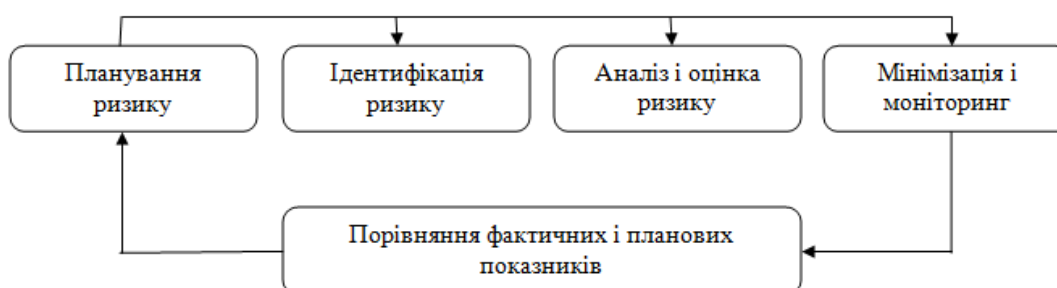 Планування
ризику
Ідентифікація
ризику
Аналіз і оцінка
ризику
Мінімізація і
моніторинг
Порівняння фактичних і планових
показників